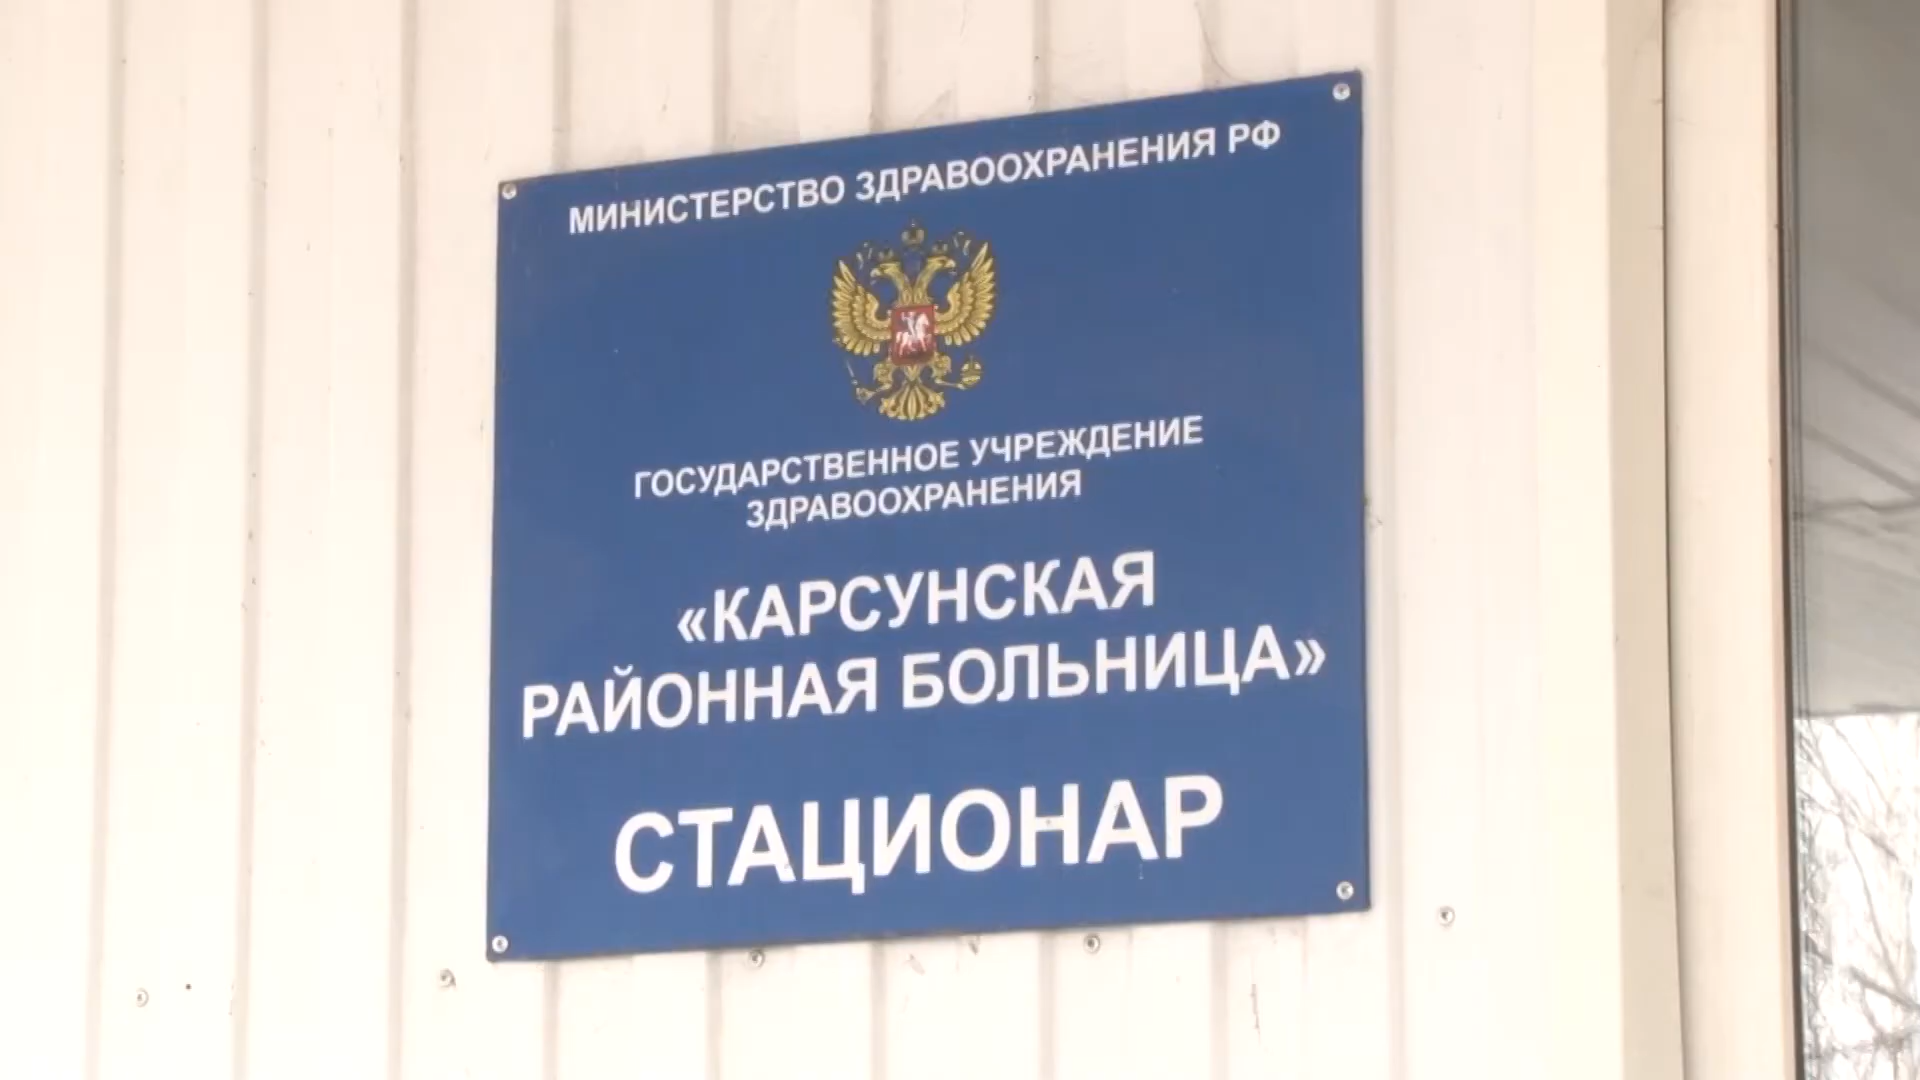 МИНИСТЕРСТВО ЗДРАВООХРАНЕНИЯ РФ
ГОСУДАРСТВЕННОЕ УЧРЕЖДЕНИЕ
ЗДРАВООХРАНЕНИЯ
«КАРСУНСКАЯ
РАЙОННАЯ БОЛЬНИЦА»
СТАЦИОНАР